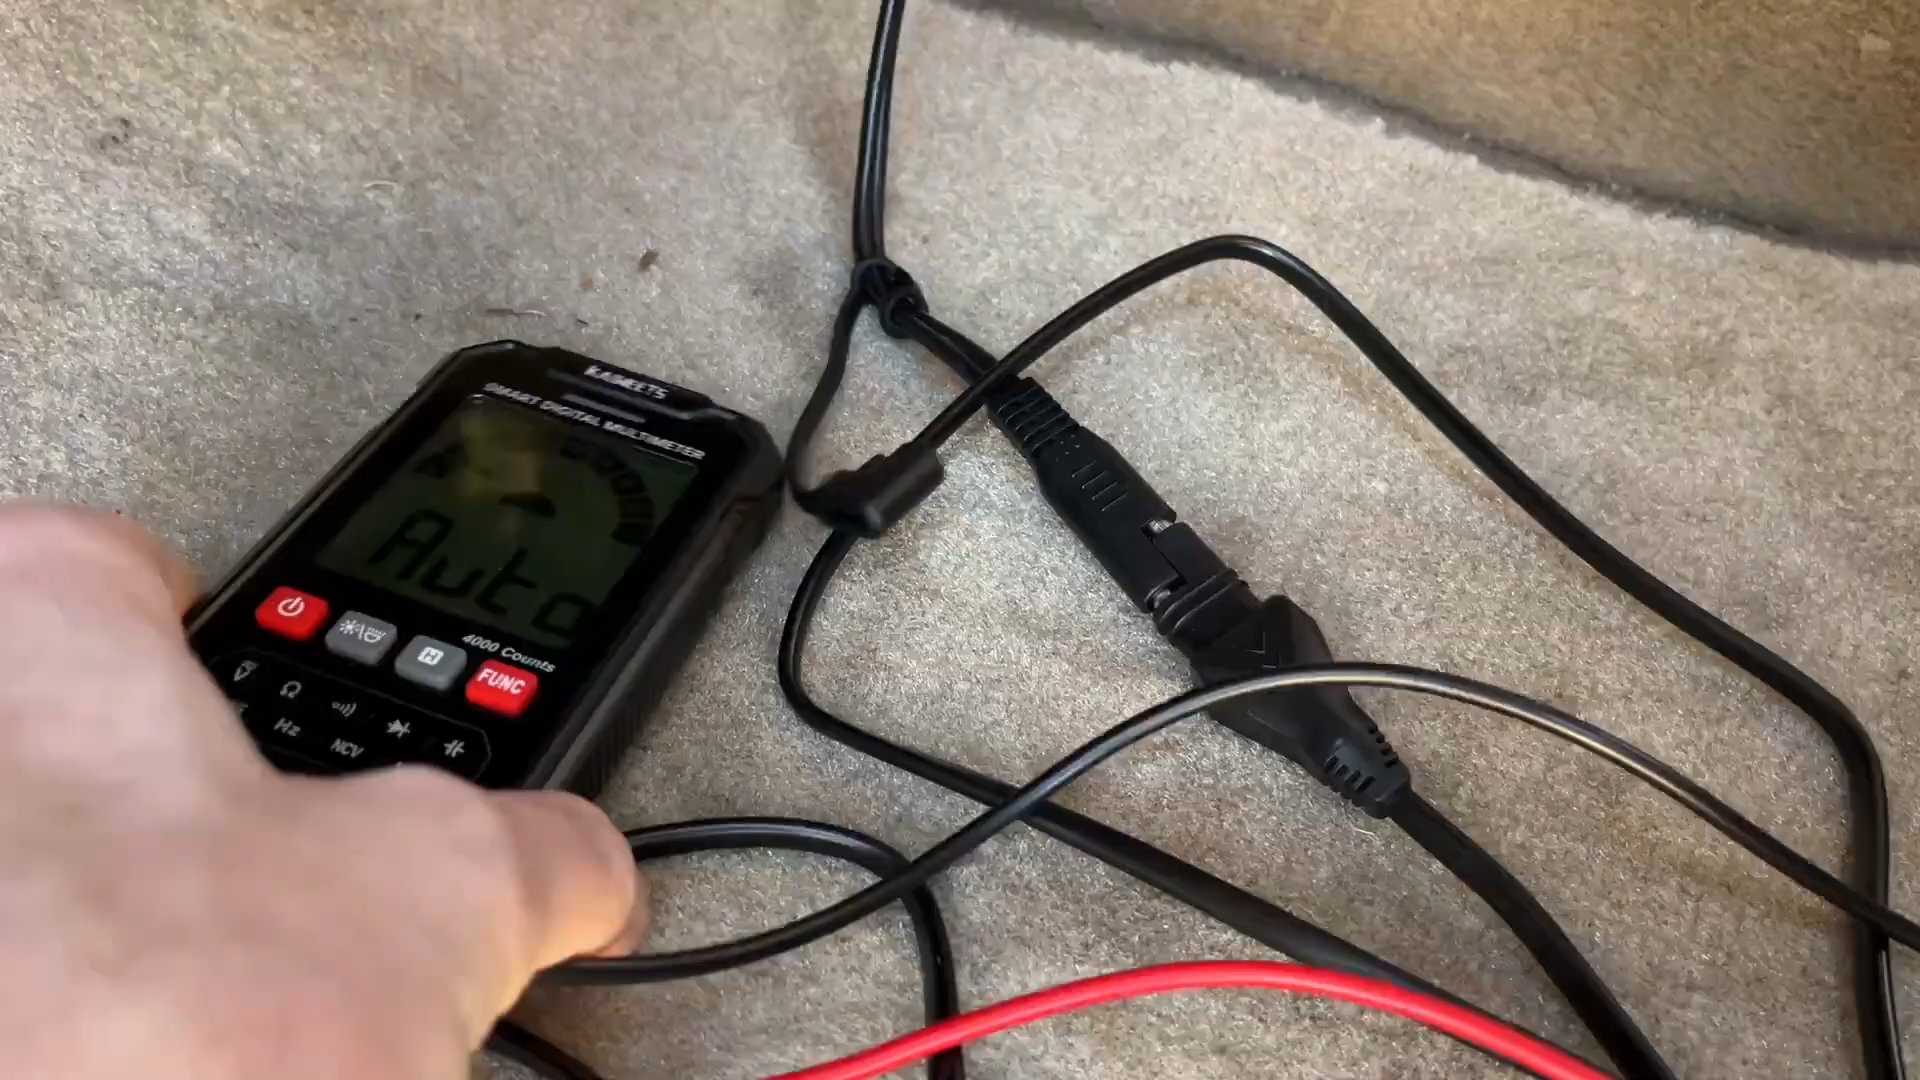 KAIWEETS
SMART DIGITAL MULTIMETER
Auto
4000 Counts
H
FUNC
V Ω
Hz NCV